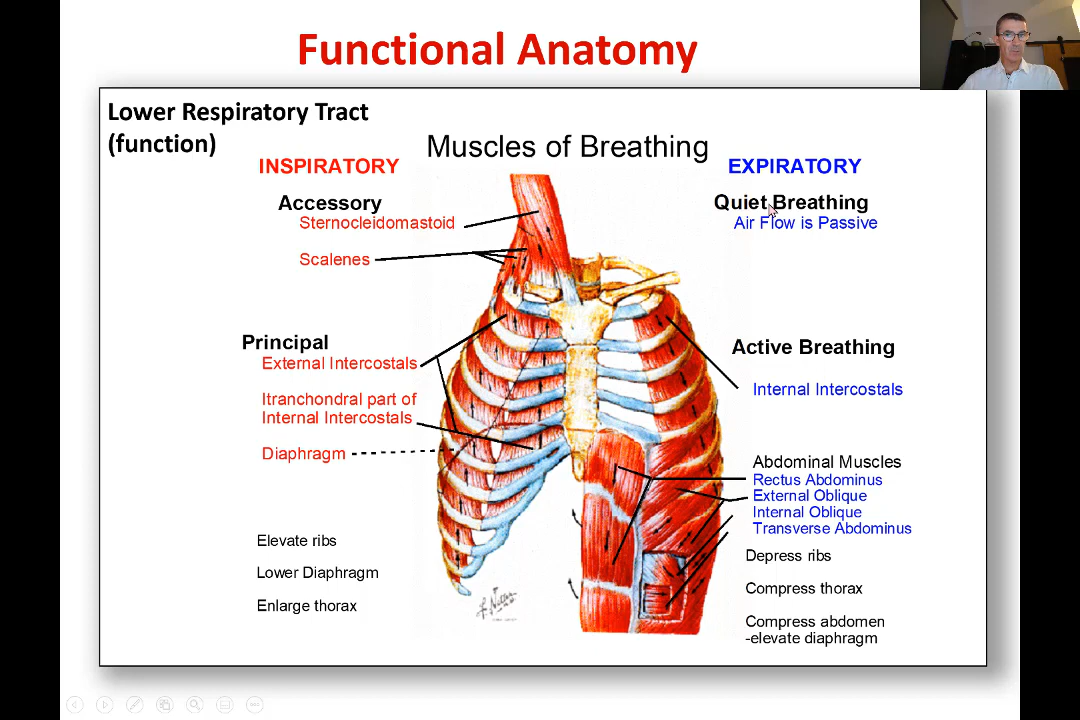 Functional Anatomy
Lower Respiratory Tract
(function)
Muscles of Breathing
INSPIRATORY
Accessory
Sternocleidomastoid
Scalenes
Principal
External Intercostals
Itranchondral part of
Internal Intercostals
Diaphragm
Elevate ribs
Lower Diaphragm
Enlarge thorax
EXPIRATORY
Quiet Breathing
Air Flow is Passive
Active Breathing
Internal Intercostals
Abdominal Muscles
Rectus Abdominus
External Oblique
Internal Oblique
Transverse Abdominus
Depress ribs
Compress thorax
Compress abdomen
-elevate diaphragm